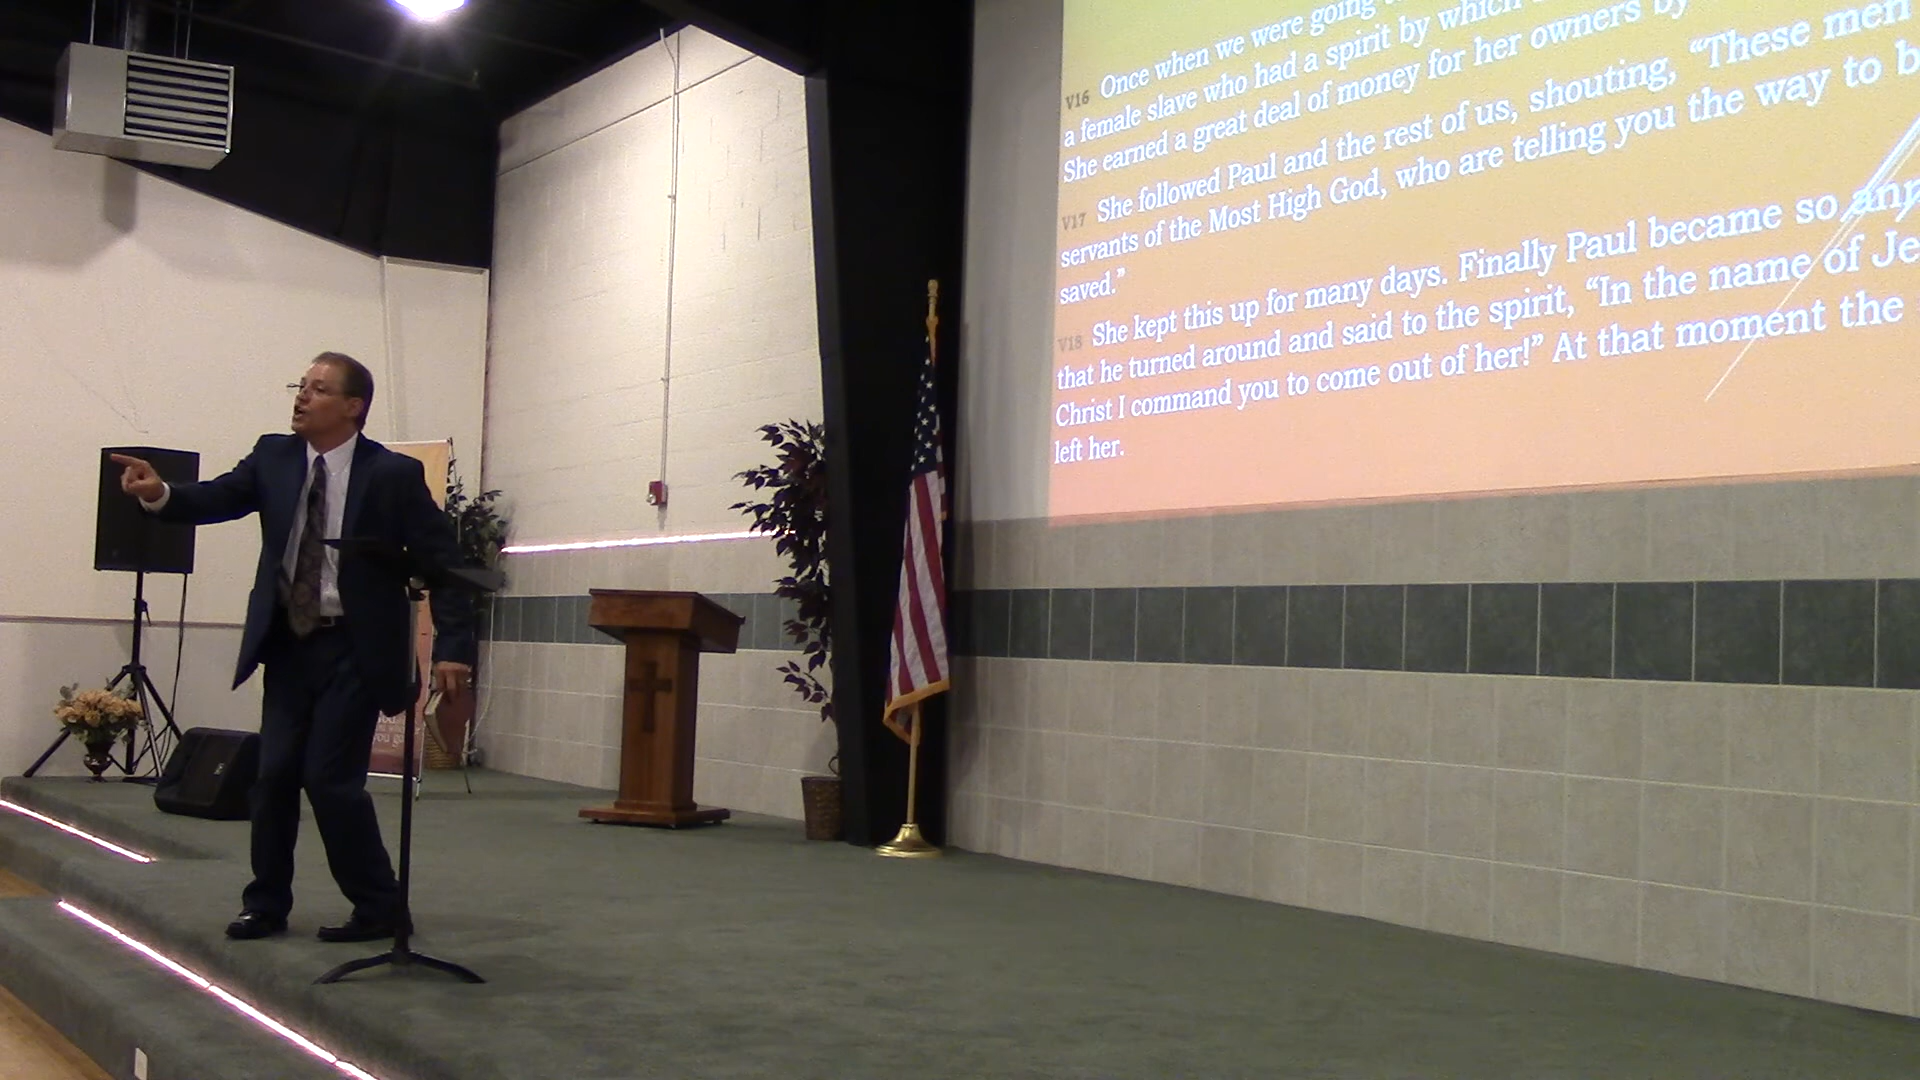 V16 Once when we were going
a female slave who had a spirit by which
She earned a great deal of money for her owners by
V17 She followed Paul and the rest of us, shouting, “These men
servants of the Most High God, who are telling you the way to b
saved.”
V18 She kept this up for many days. Finally Paul became so ann
that he turned around and said to the spirit, “In the name of Je
Christ I command you to come out of her!” At that moment the
left her.
you
you